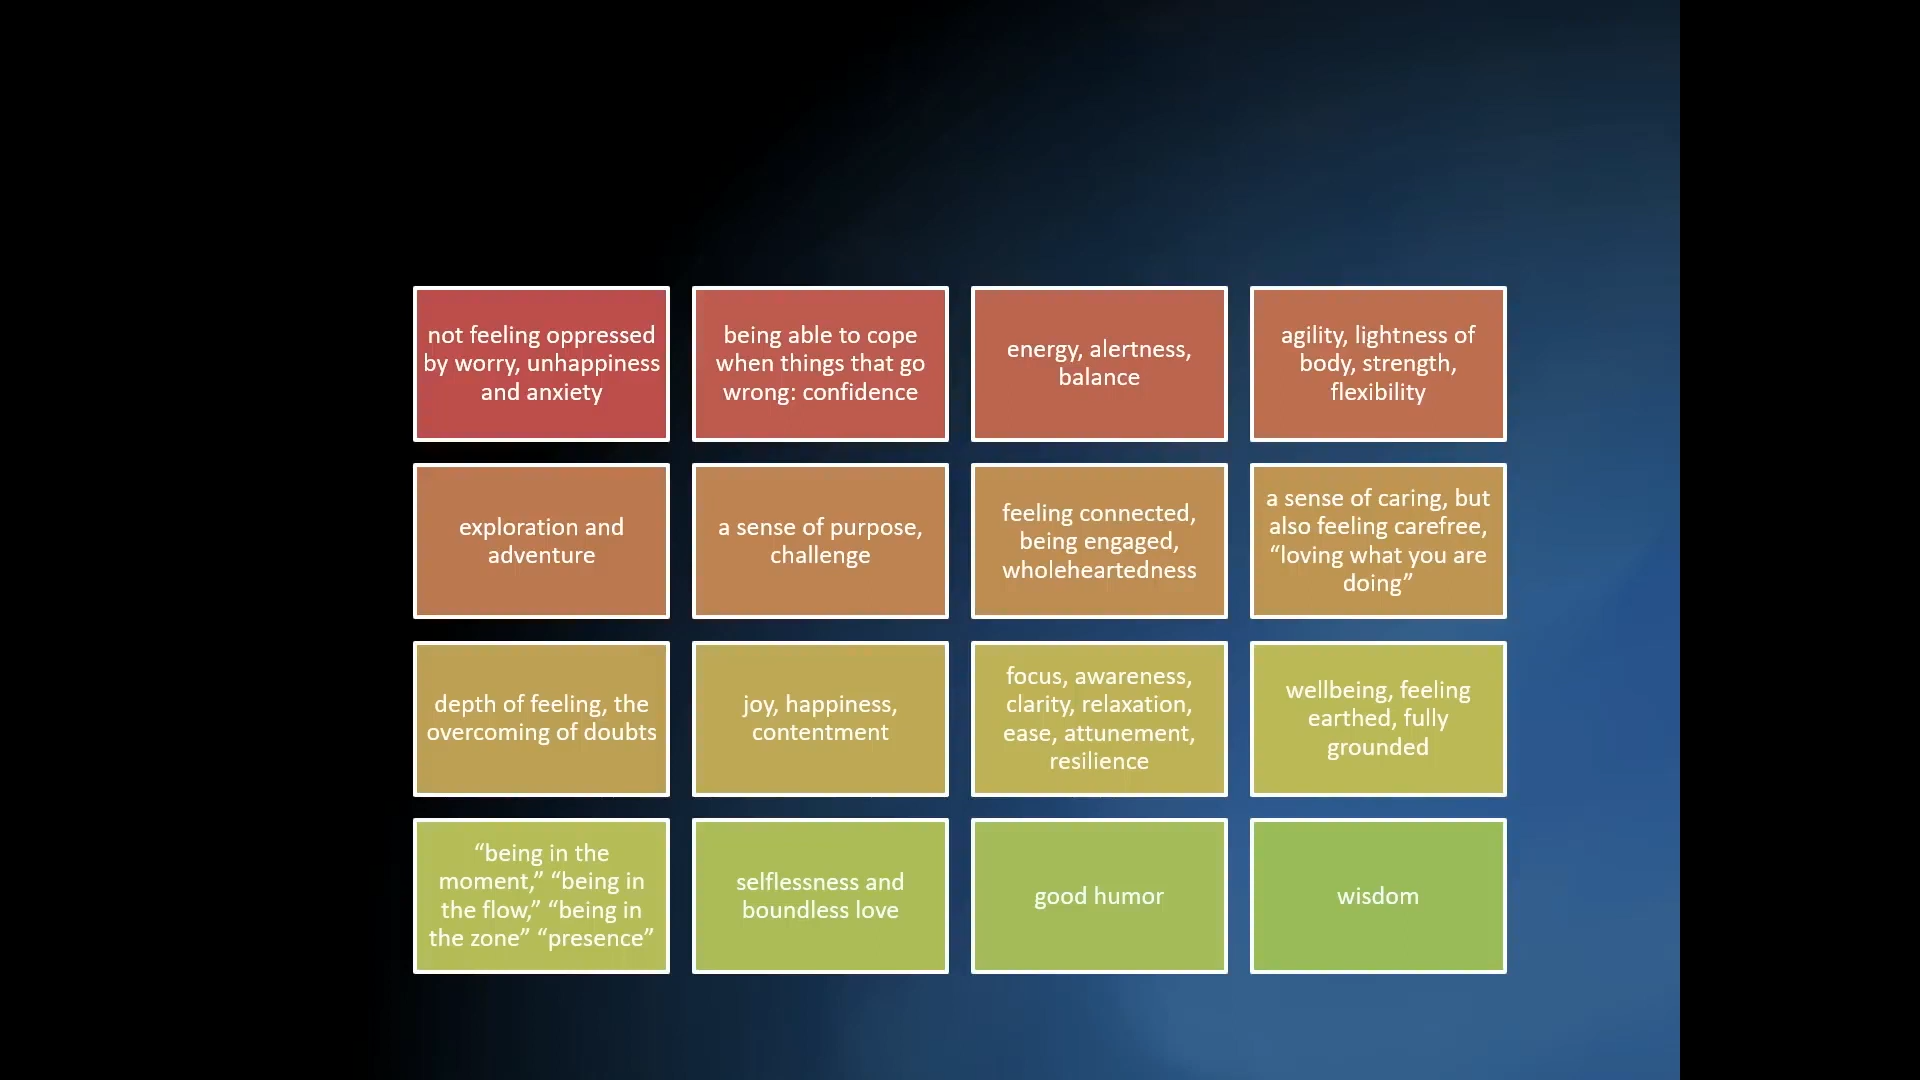 not feeling oppressed
by worry, unhappiness
and anxiety
being able to cope
when things that go
wrong: confidence
energy, alertness,
balance
agility, lightness of
body, strength,
flexibility
exploration and
adventure
a sense of purpose,
challenge
feeling connected,
being engaged,
wholeheartedness
a sense of caring, but
also feeling carefree,
“loving what you are
doing”
depth of feeling, the
overcoming of doubts
joy, happiness,
contentment
focus, awareness,
clarity, relaxation,
ease, attunement,
resilience
wellbeing, feeling
earthed, fully
grounded
“being in the
moment,” “being in
the flow,” “being in
the zone” “presence”
selflessness and
boundless love
good humor
wisdom